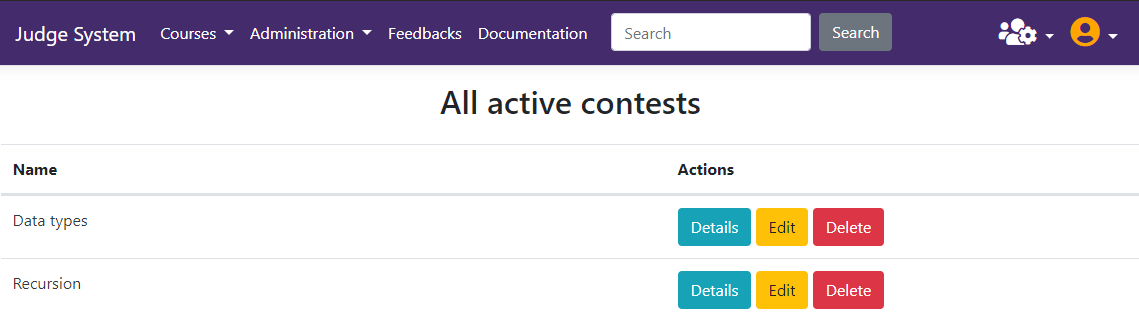 Judge System Courses Administration Feedbacks Documentation Search Search
All active contests
Name Actions
Data types Details Edit Delete
Recursion Details Edit Delete